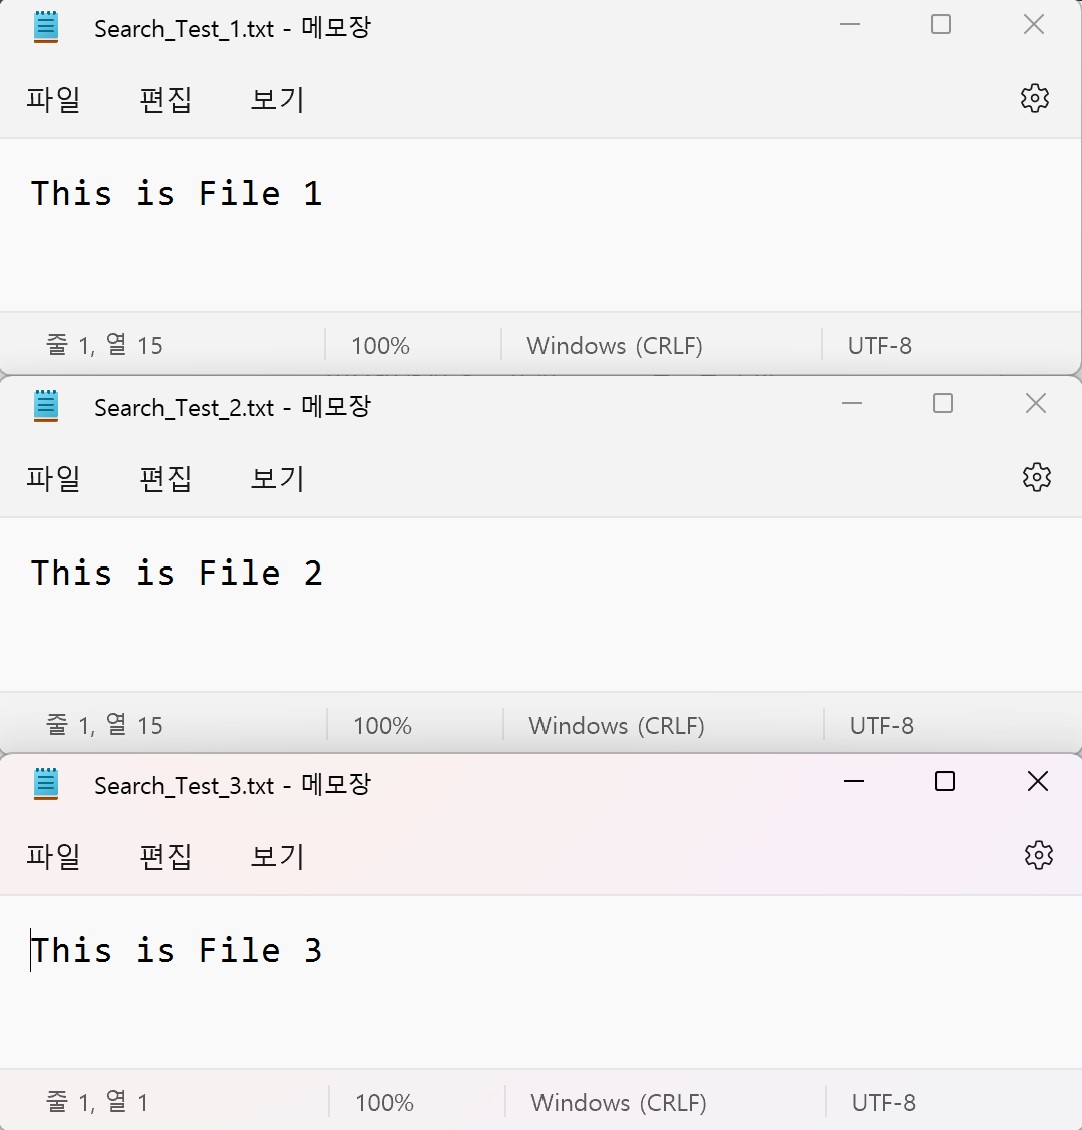 Search_Test_1.txt - 메모장
파일 편집 보기
This is File 1
줄 1, 열 15 100% Windows (CRLF) UTF-8
Search_Test_2.txt - 메모장
파일 편집 보기
This is File 2
줄 1, 열 15 100% Windows (CRLF) UTF-8
Search_Test_3.txt - 메모장
파일 편집 보기
This is File 3
줄 1, 열 1 100% Windows (CRLF) UTF-8